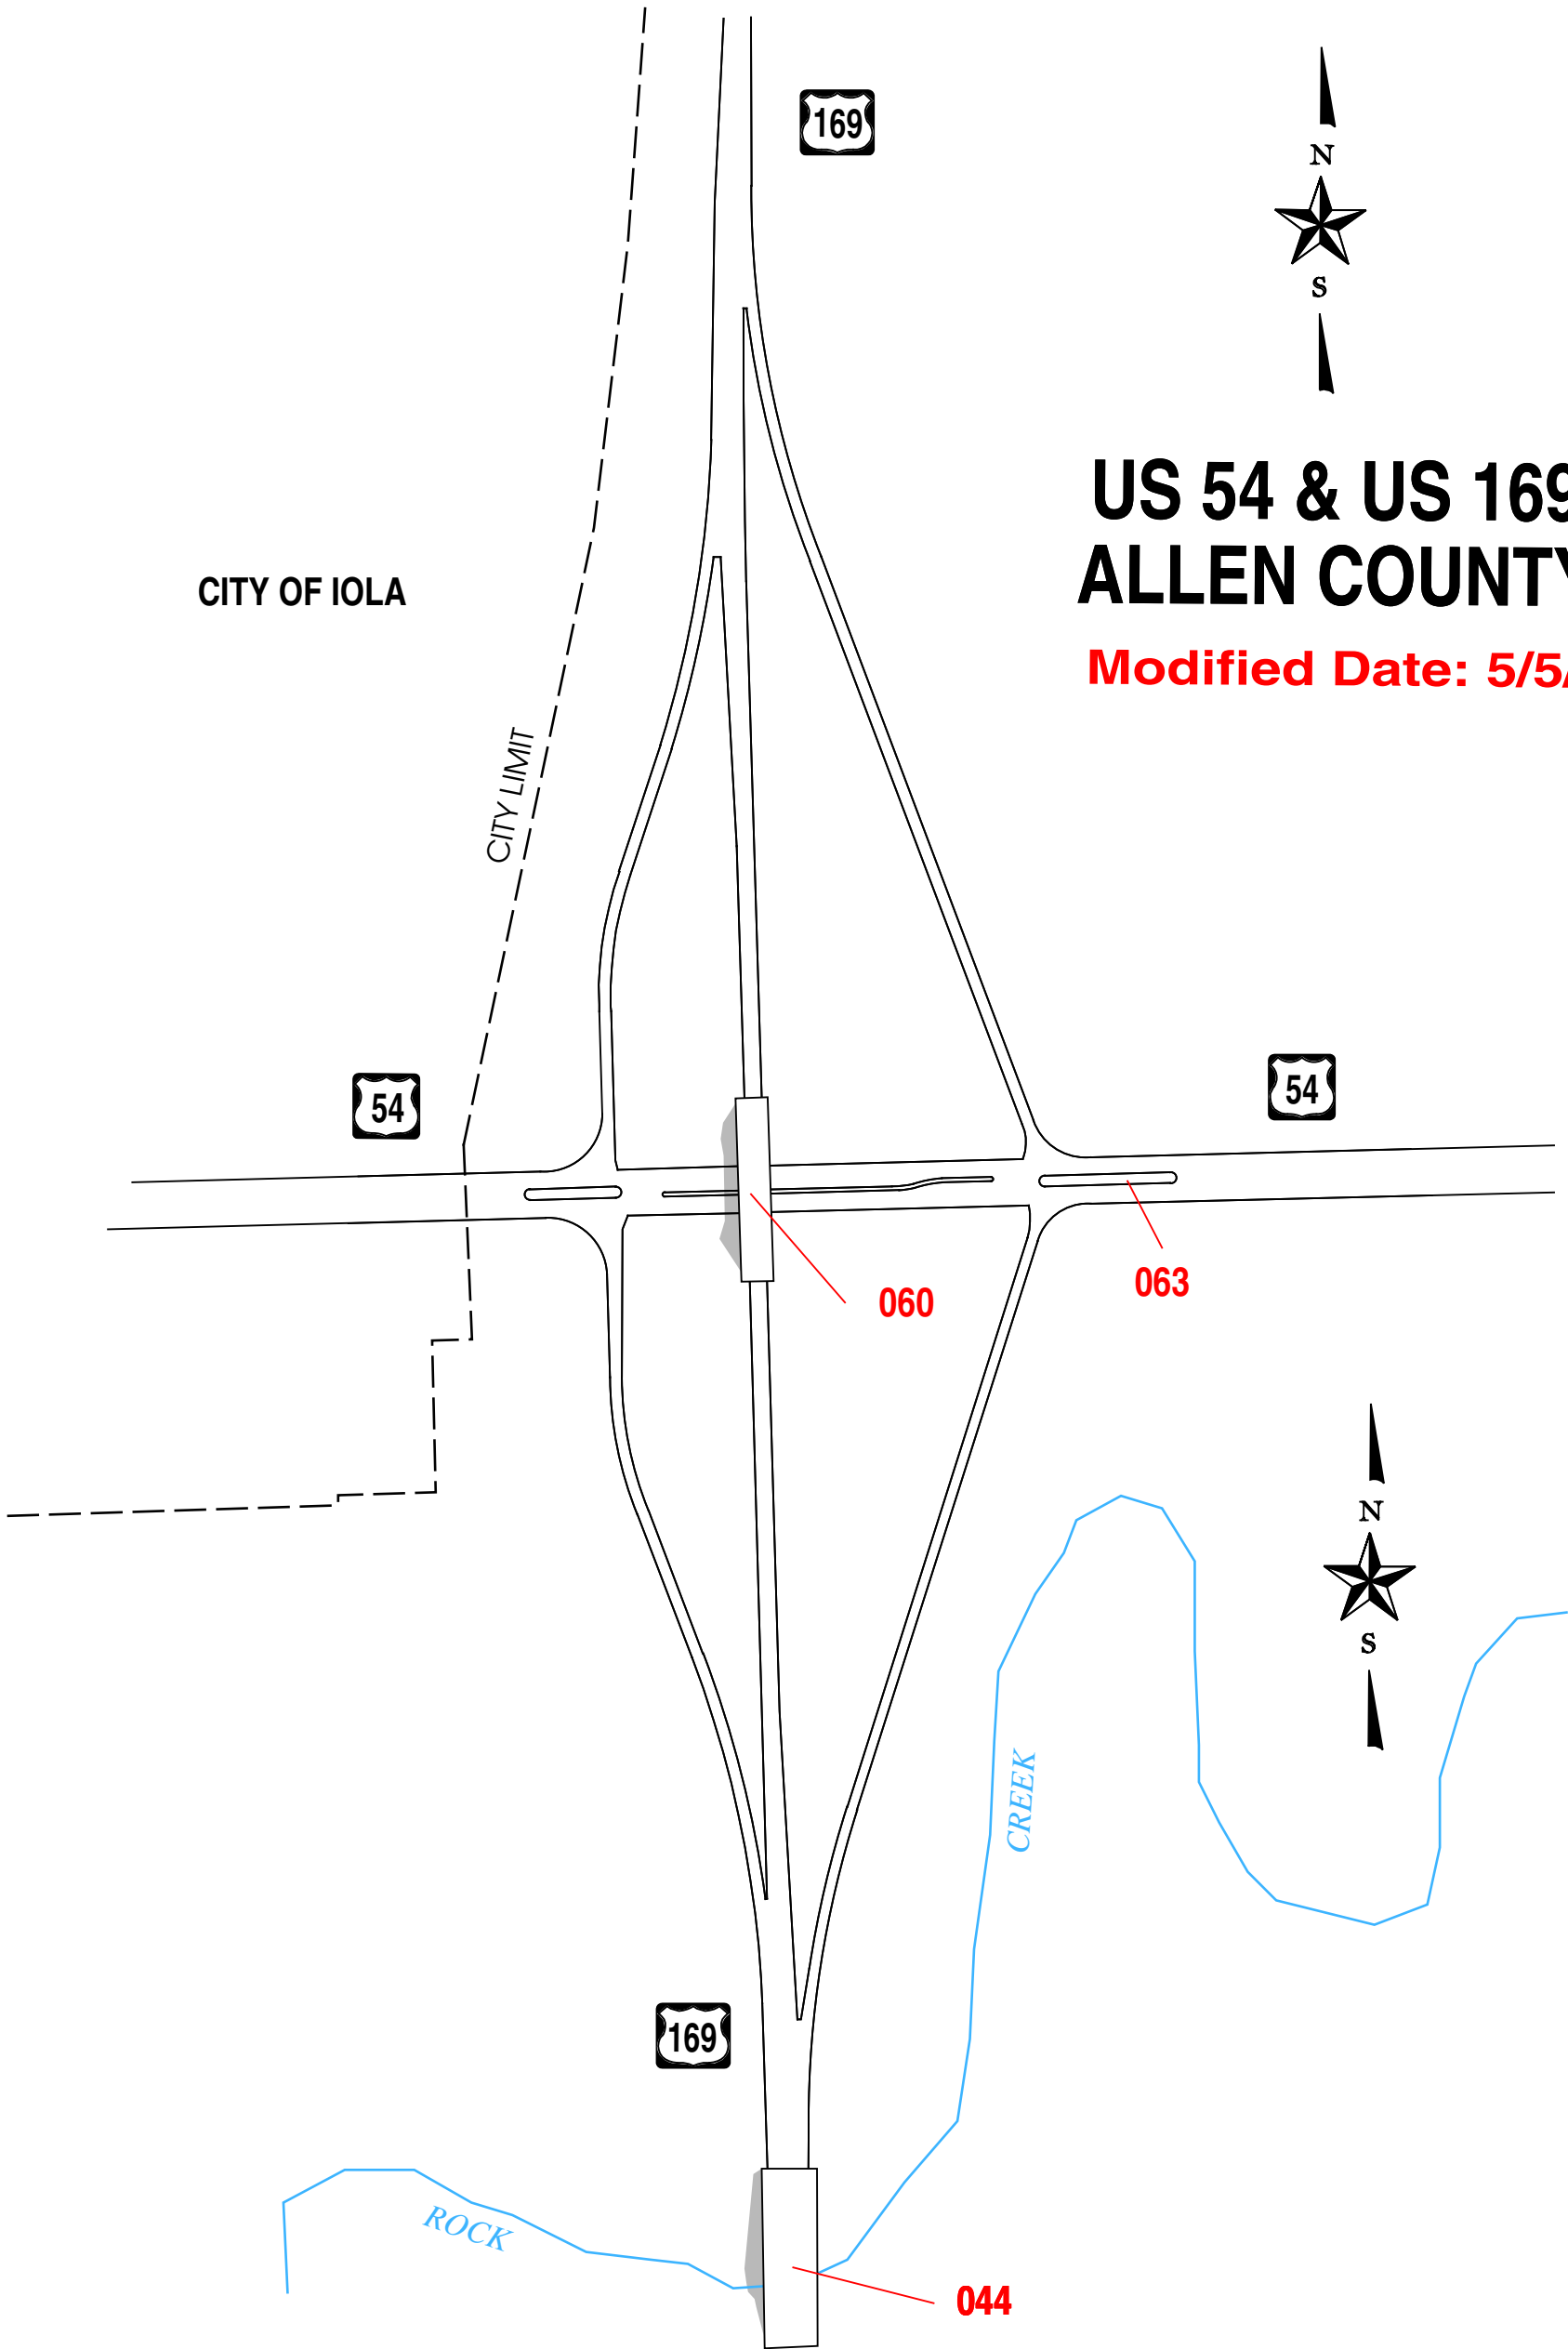 169
N
S
US 54 & US 169
ALLEN COUNTY
Modified Date: 5/5/
CITY OF IOLA
CITY LIMIT
54
54
063
060
N
S
CREEK
169
ROCK
044